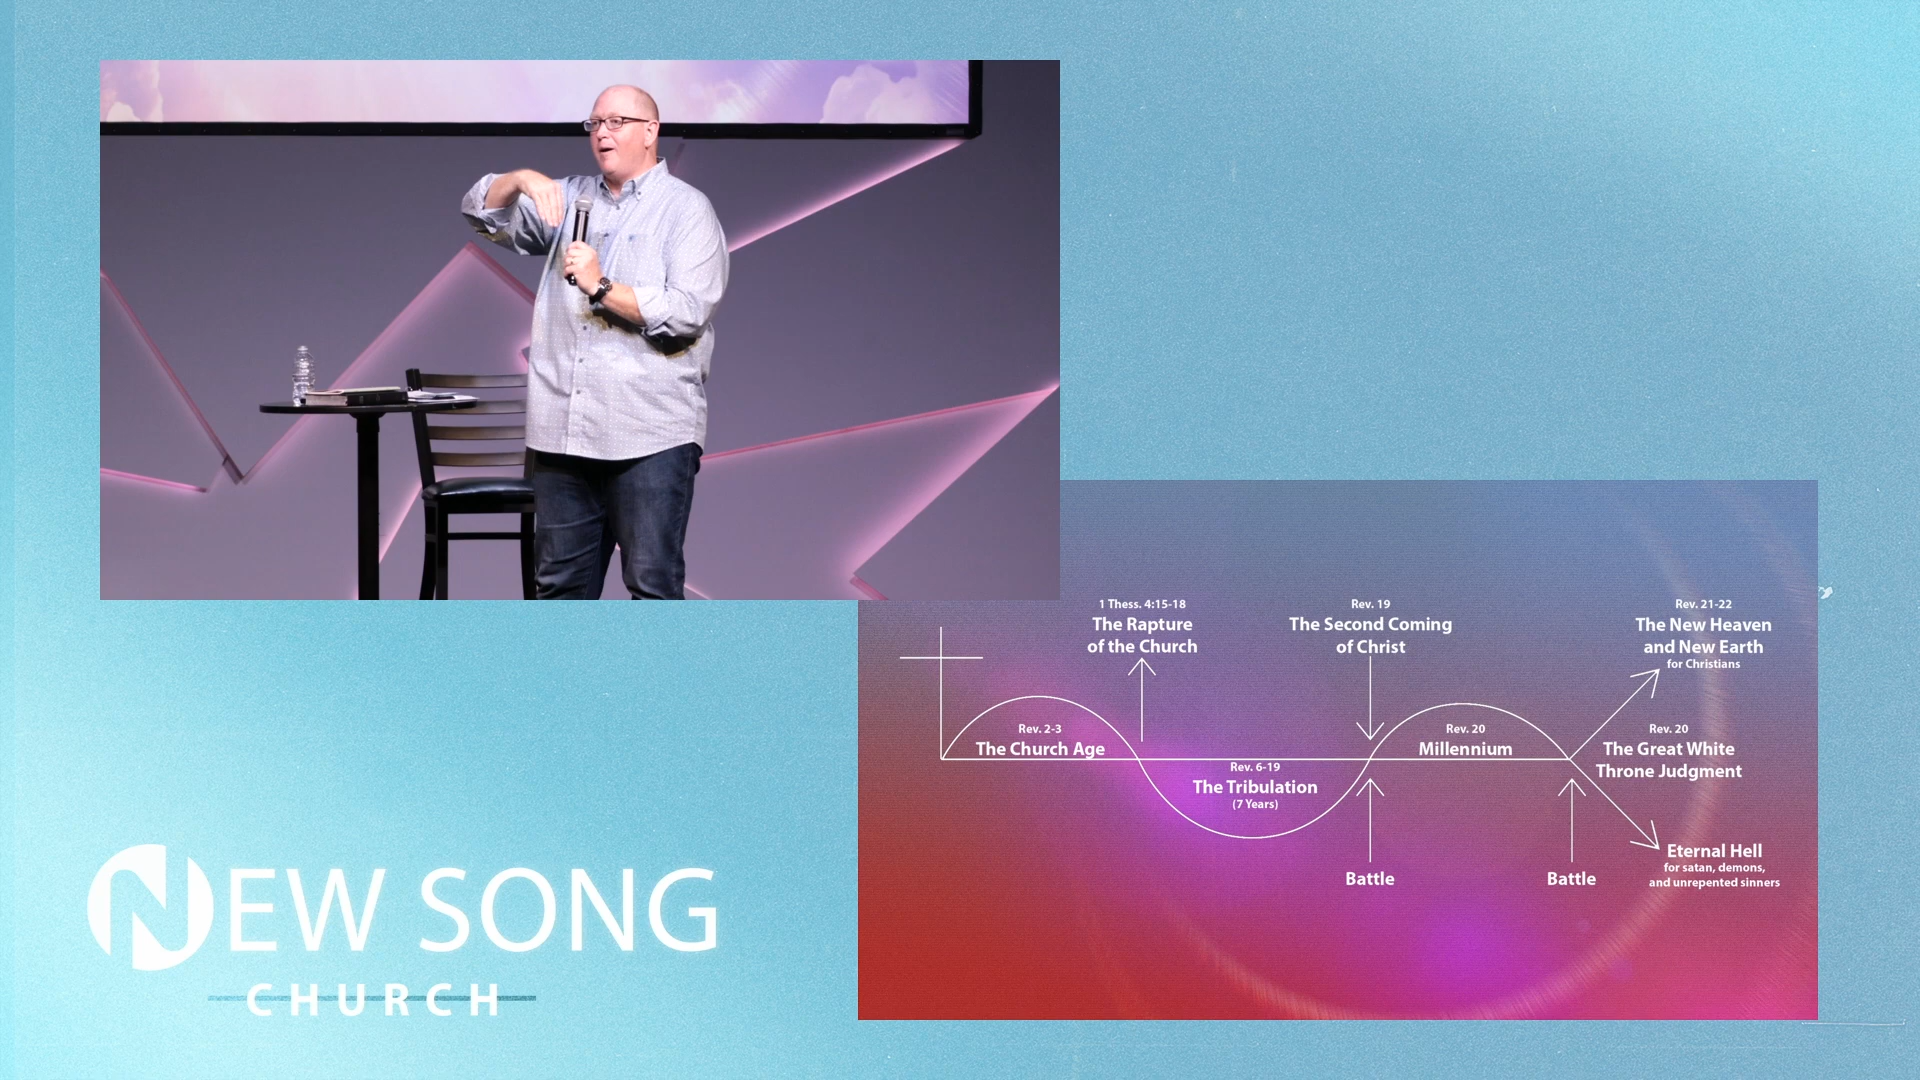 1 Thess. 4:15-18
The Rapture
of the Church
Rev. 19
The Second Coming
of Christ
Rev. 21-22
The New Heaven
and New Earth
for Christians
Rev. 2-3
The Church Age
Rev. 6-19
The Tribulation
(7 Years)
Rev. 20
Millennium
Rev. 20
The Great White
Throne Judgment
Battle
Battle
Eternal Hell
for satan, demons,
and unrepented sinners
NEW SONG
CHURCH